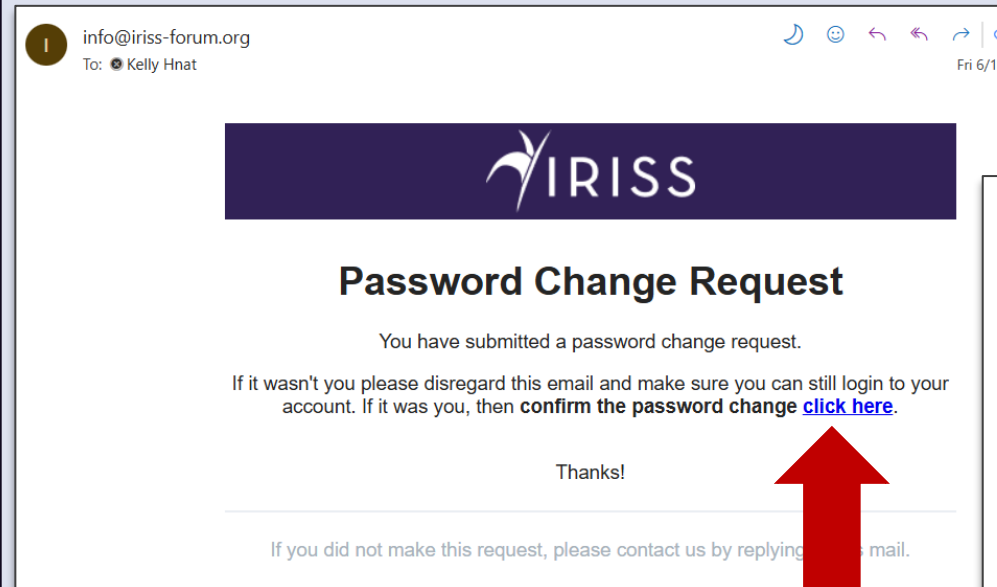 I
info@iriss-forum.org
To: Kelly Hnat
Fri 6/1
IRISS
Password Change Request
You have submitted a password change request.
If it wasn't you please disregard this email and make sure you can still login to your
account. If it was you, then confirm the password change click here.
Thanks!
If you did not make this request, please contact us by replying mail.